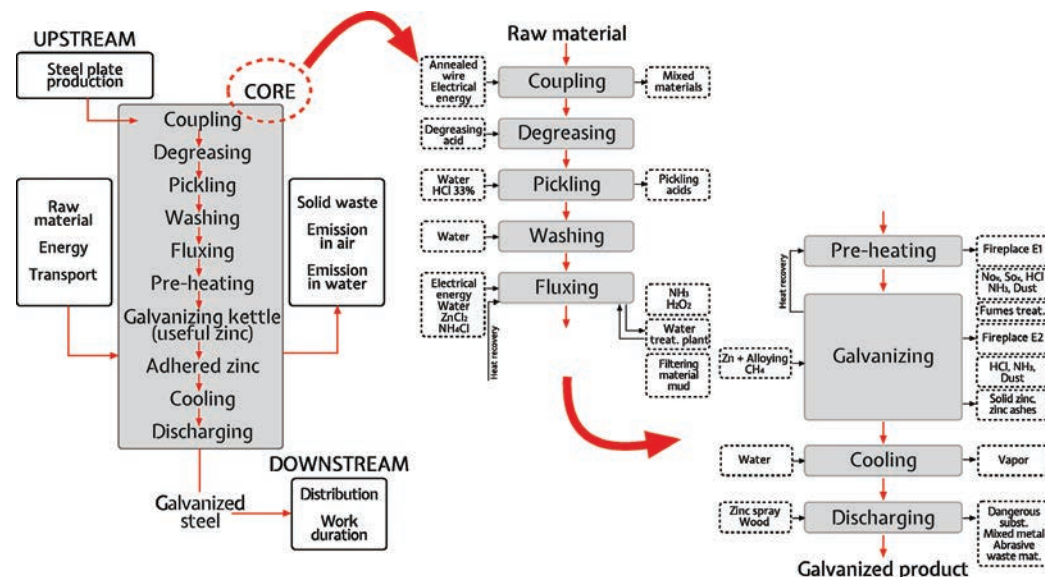 UPSTREAM
Steel plate
production
CORE
Coupling
Degreasing
Pickling
Washing
Fluxing
Pre-heating
Galvanizing kettle
(useful zinc)
Adhered zinc
Cooling
Discharging
Raw
material
Energy
Transport
Solid waste
Emission
in air
Emission
in water
Galvanized
steel
DOWNSTREAM
Distribution
Work
duration
Raw material
Annealed
wire
Electrical
energy
Coupling
Mixed
materials
Degreasing
acid
Degreasing
Water
HCl 33%
Pickling
Pickling
acids
Water
Washing
Electrical
energy
Water
ZnCl₂
NH₄Cl
Heat recovery
Fluxing
NH₃
H₂O₂
Water
treat. plant
Filtering
material
mud
Pre-heating
Fireplace E1
Heat recovery
Noₓ, Soₓ, HCl
NH₃, Dust
Fumes treat.
Galvanizing
Fireplace E2
Zn + Alloying
CH₄
HCl, NH₃,
Dust
Solid zinc,
zinc ashes
Water
Cooling
Vapor
Zinc spray
Wood
Discharging
Dangerous
subst.
Mixed metal
Abrasive
waste mat.
Galvanized product